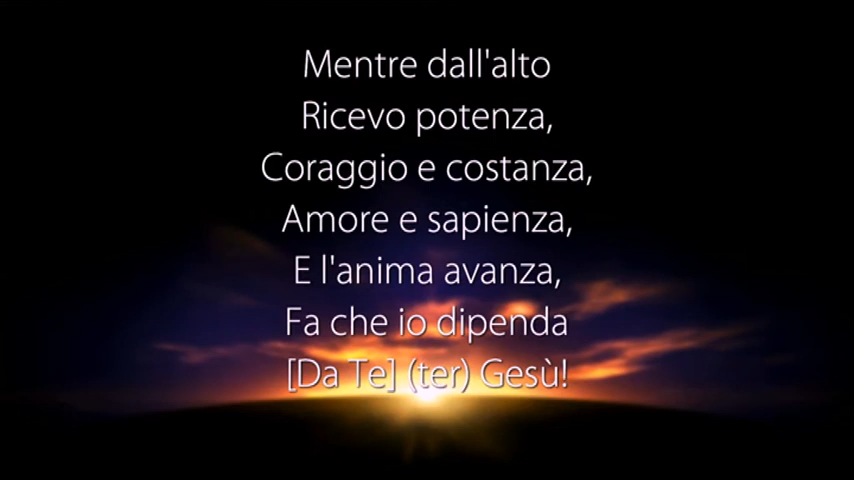 Mentre dall'alto
Ricevo potenza,
Coraggio e costanza,
Amore e sapienza,
E l'anima avanza,
Fa che io dipenda
[Da Te] (ter) Gesù!